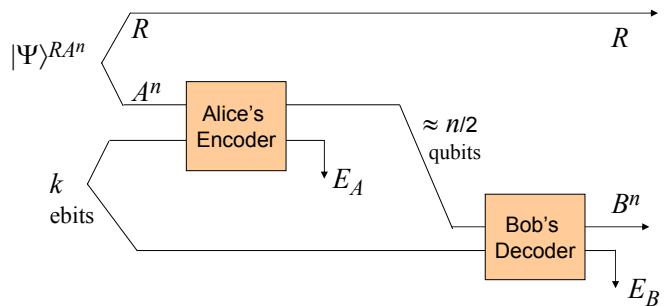 R
R
|Ψ⟩^{RA^n}
A^n
Alice's
Encoder
≈ n/2
qubits
E_A
k
ebits
Bob's
Decoder
B^n
E_B